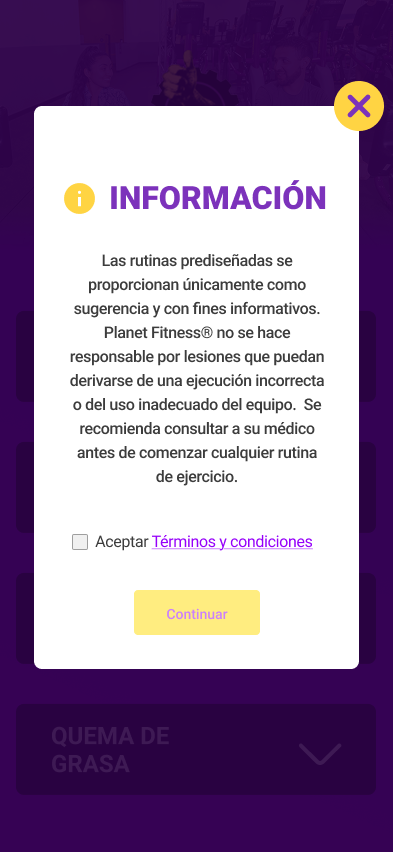 INFORMACIÓN
Las rutinas prediseñadas se
proporcionan únicamente como
sugerencia y con fines informativos.
Planet Fitness® no se hace
responsable por lesiones que puedan
derivarse de una ejecución incorrecta
o del uso inadecuado del equipo.  Se
recomienda consultar a su médico
antes de comenzar cualquier rutina
de ejercicio.
Aceptar Términos y condiciones
Continuar
QUEMA DE
GRASA